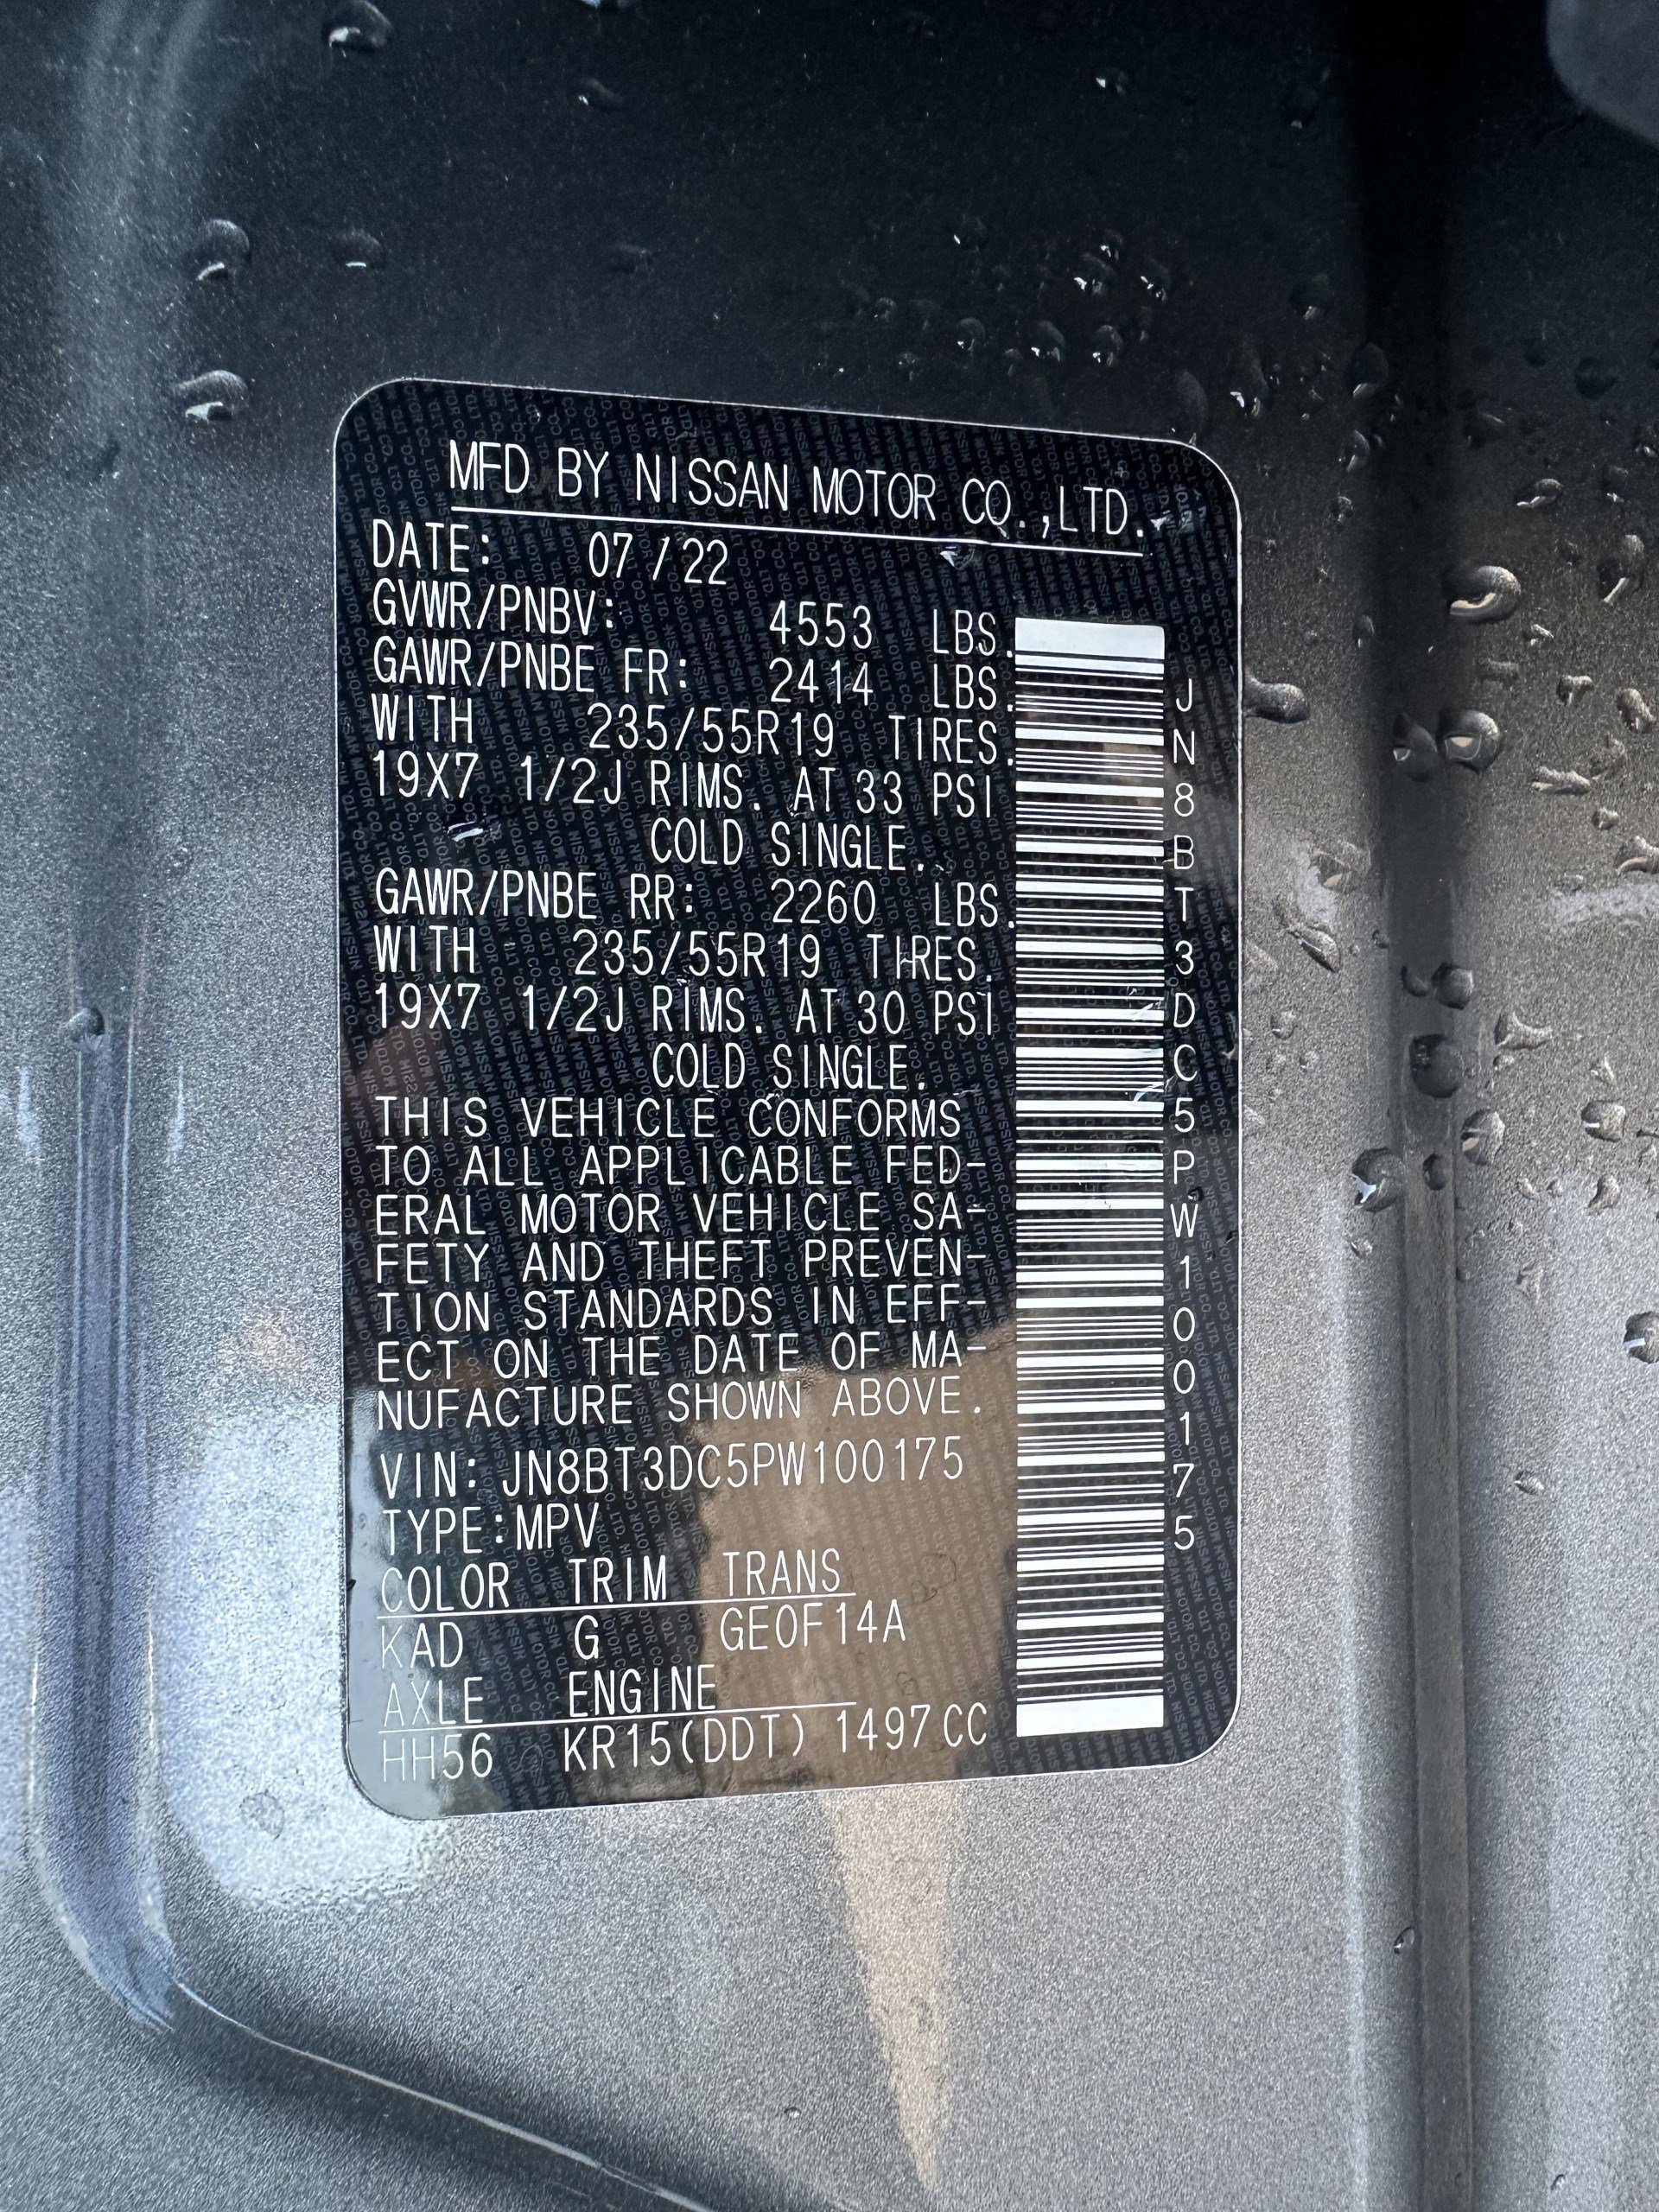 MFD BY NISSAN MOTOR CO.,LTD.
DATE: 07/22
GVWR/PNBV: 4553 LBS.
GAWR/PNBE FR: 2414 LBS.
WITH 235/55R19 TIRES.
19X7 1/2J RIMS. AT 33 PSI
COLD SINGLE.
GAWR/PNBE RR: 2260 LBS.
WITH 235/55R19 TIRES.
19X7 1/2J RIMS. AT 30 PSI
COLD SINGLE.
THIS VEHICLE CONFORMS
TO ALL APPLICABLE FED-
ERAL MOTOR VEHICLE SA-
FETY AND THEFT PREVEN-
TION STANDARDS IN EFF-
ECT ON THE DATE OF MA-
NUFACTURE SHOWN ABOVE.
VIN: JN8BT3DC5PW100175
TYPE:MPV
COLOR TRIM TRANS
KAD G GE0F14A
AXLE ENGINE
HH56 KR15(DDT) 1497CC
JN8BT3DC5PW100175